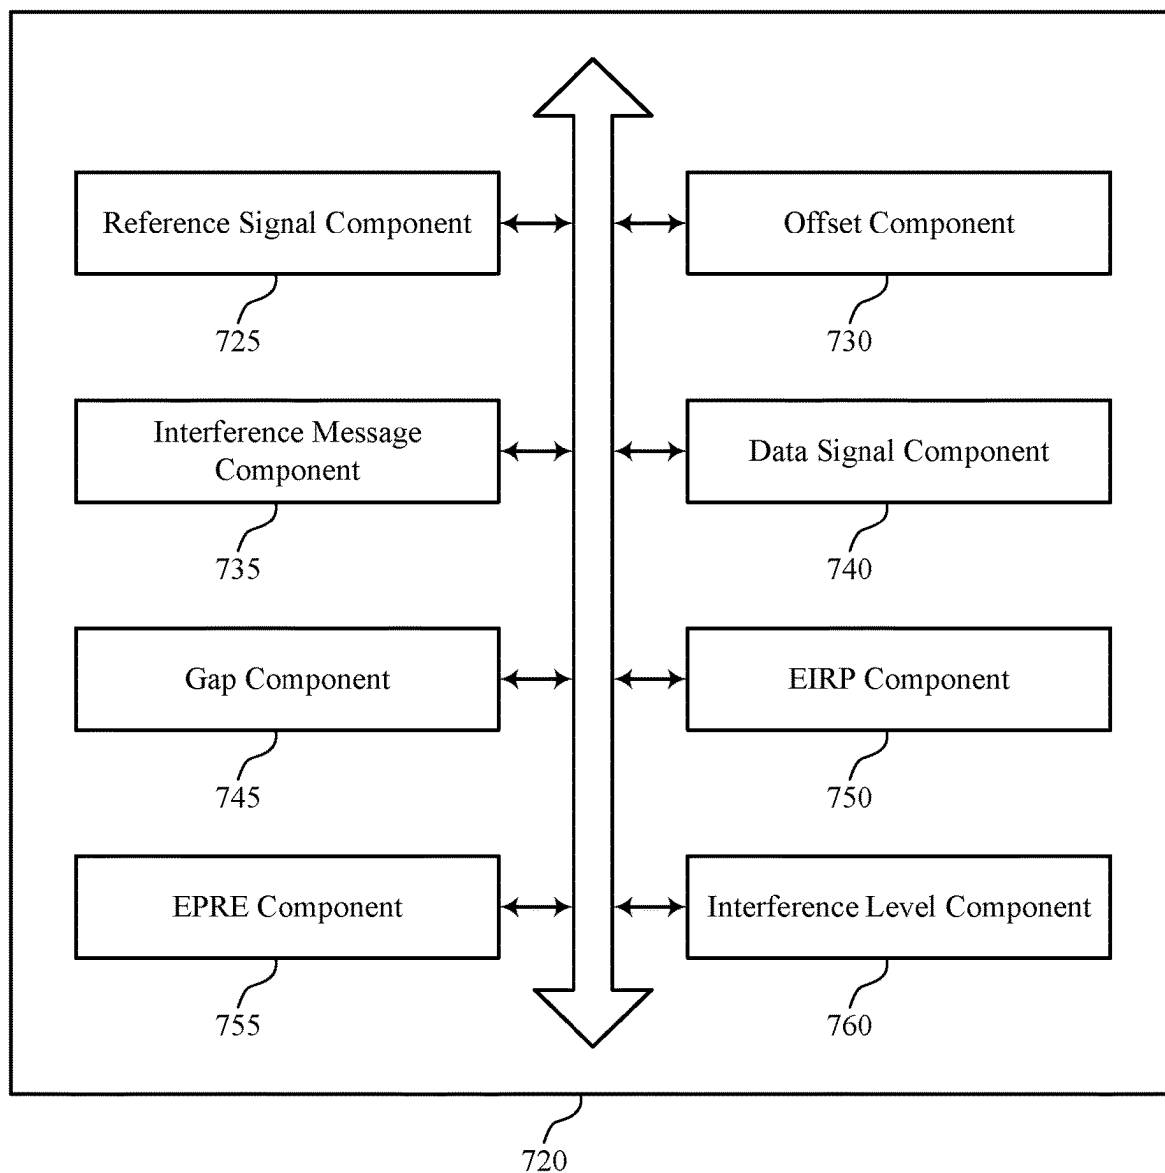 Reference Signal Component
725
Offset Component
730
Interference Message
Component
735
Data Signal Component
740
Gap Component
745
EIRP Component
750
EPRE Component
755
Interference Level Component
760
720